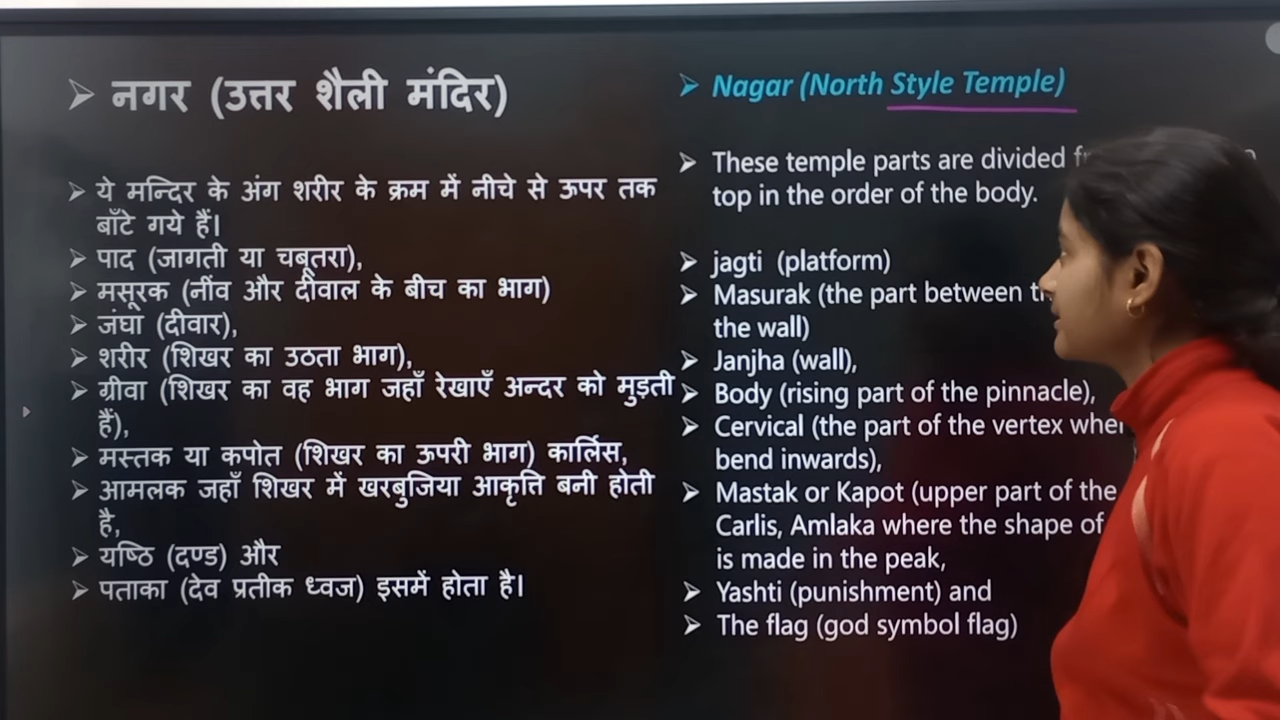 ➢ नगर (उत्तर शैली मंदिर)
➢ ये मन्दिर के अंग शरीर के क्रम में नीचे से ऊपर तक
बाँटे गये हैं।
➢ पाद (जागती या चबूतरा),
➢ मसूरक (नींव और दीवाल के बीच का भाग)
➢ जंघा (दीवार),
➢ शरीर (शिखर का उठता भाग),
➢ ग्रीवा (शिखर का वह भाग जहाँ रेखाएँ अन्दर को मुड़ती
हैं),
➢ मस्तक या कपोत (शिखर का ऊपरी भाग) कार्लिस,
➢ आमलक जहाँ शिखर में खरबुजिया आकृति बनी होती
है,
➢ यष्ठि (दण्ड) और
➢ पताका (देव प्रतीक ध्वज) इसमें होता है।
➢ Nagar (North Style Temple)
➢ These temple parts are divided
top in the order of the body.
➢ jagti (platform)
➢ Masurak (the part between
the wall)
➢ Janjha (wall),
➢ Body (rising part of the pinnacle),
➢ Cervical (the part of the vertex
bend inwards),
➢ Mastak or Kapot (upper part of the
Carlis, Amlaka where the shape of
is made in the peak,
➢ Yashti (punishment) and
➢ The flag (god symbol flag)